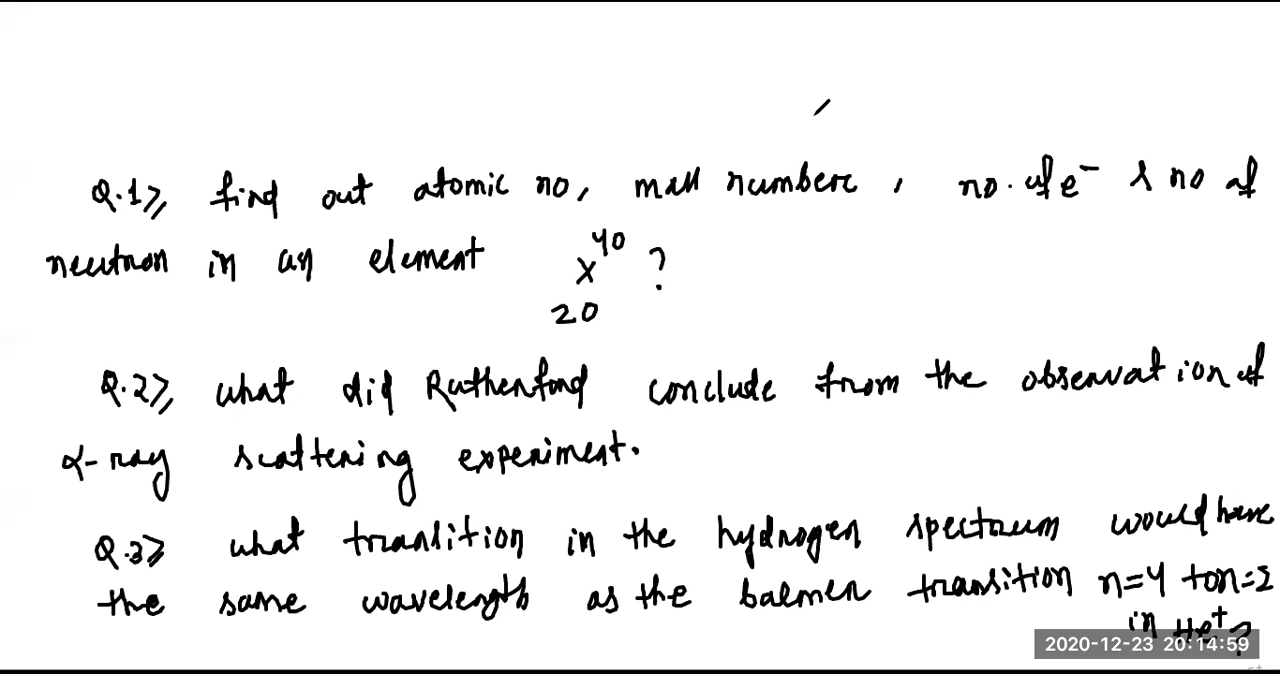 Q.1⟩ find out atomic no, mass number, no. of e⁻ & no of
neutron in an element ₂₀X⁴⁰ ?
Q.2⟩ what did Rutherford conclude from the observation of
α-ray scattering experiment.
Q.3⟩ what transition in the hydrogen spectrum would have
the same wavelength as the balmer transition n=4 to n=2
in He⁺ ?
2020-12-23 20:14:59